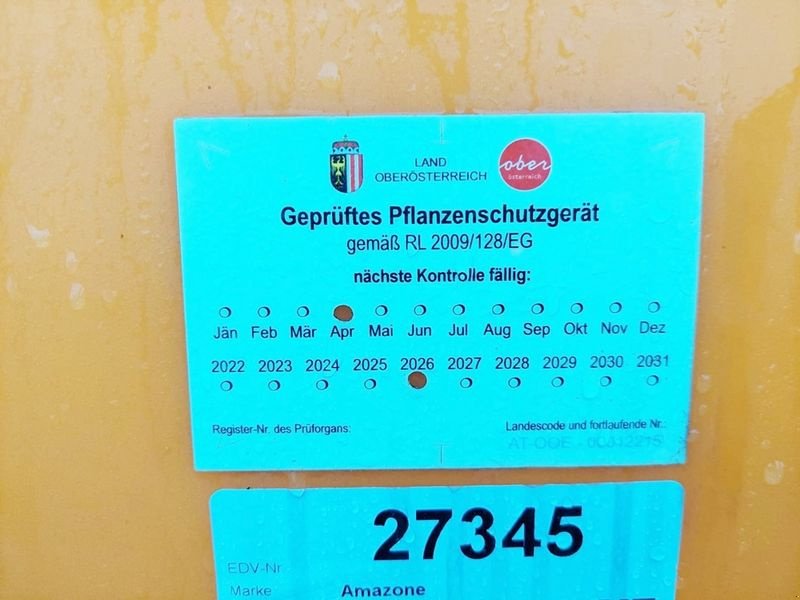 LAND
OBERÖSTERREICH
ober
österreich
Geprüftes Pflanzenschutzgerät
gemäß RL 2009/128/EG
nächste Kontrolle fällig:
Jän Feb Mär Apr Mai Jun Jul Aug Sep Okt Nov Dez
2022 2023 2024 2025 2026 2027 2028 2029 2030 2031
Register-Nr. des Prüforgans:
Landescode und fortlaufende Nr.:
AT-OOE -
27345
EDV-Nr
Marke Amazone